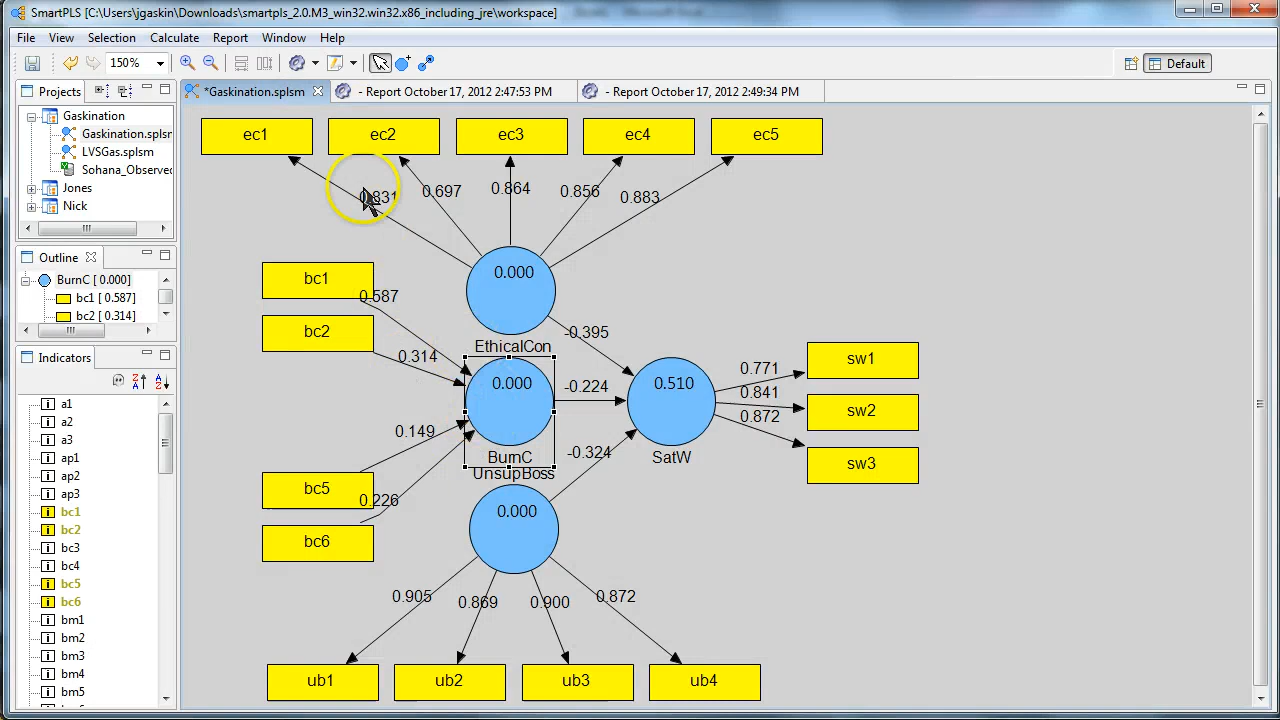 SmartPLS [C:\Users\jgaskin\Downloads\smartpls_2.0.M3_win32.win32.x86_including_jre\workspace]
File View Selection Calculate Report Window Help
150% Default
Projects
*Gaskination.splsm - Report October 17, 2012 2:47:53 PM - Report October 17, 2012 2:49:34 PM
Gaskination
Gaskination.splsm
LVSGas.splsm
Sohana_Observed
Jones
Nick
Outline
BurnC [ 0.000]
bc1 [ 0.587]
bc2 [ 0.314]
Indicators
a1
a2
a3
ap1
ap2
ap3
bc1
bc2
bc3
bc4
bc5
bc6
bm1
bm2
bm3
bm4
bm5
ec1 ec2 ec3 ec4 ec5
0.831 0.697 0.864 0.856 0.883
0.000
EthicalCon
bc1
0.587
bc2
0.314
bc5
0.149
bc6
0.226
0.000
BurnC
-0.395
-0.224
-0.324
0.510
SatW
0.771
0.841
0.872
sw1
sw2
sw3
UnsupBoss
0.000
0.905 0.869 0.900 0.872
ub1 ub2 ub3 ub4